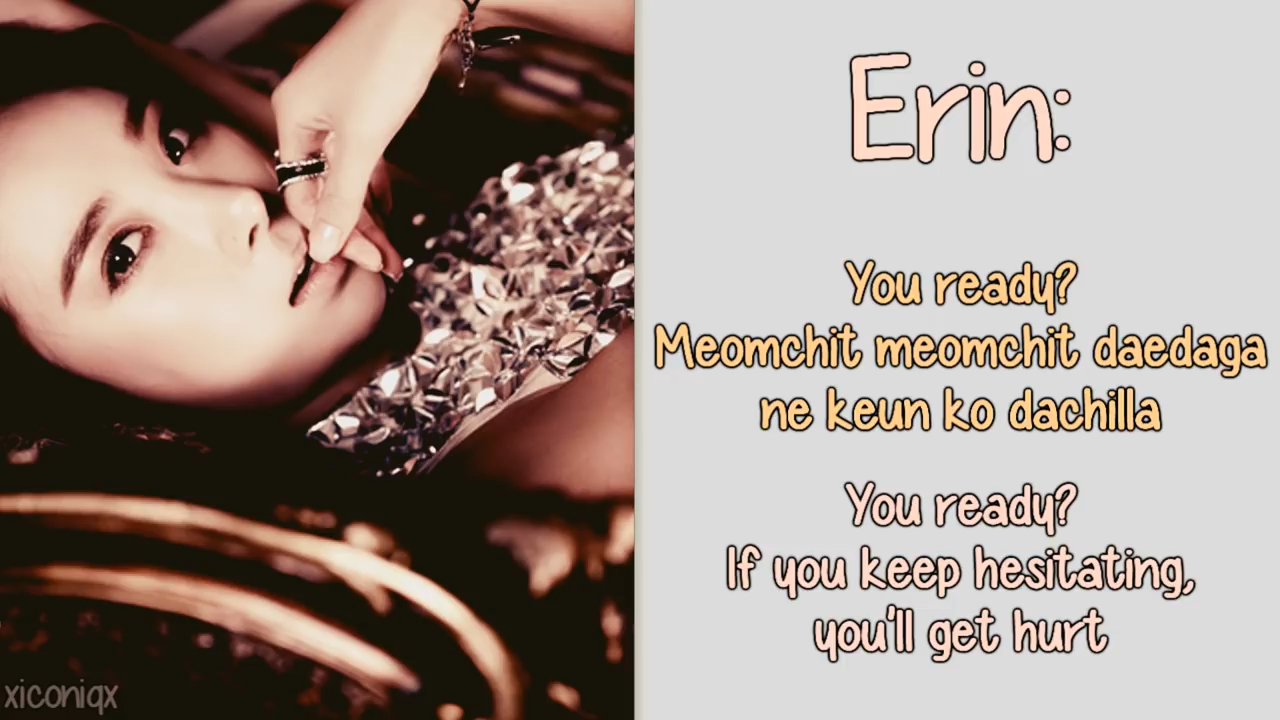 Erin:
You ready?
Meomchit meomchit daedaga
ne keun ko dachilla
You ready?
If you keep hesitating,
you'll get hurt
xiconiqx